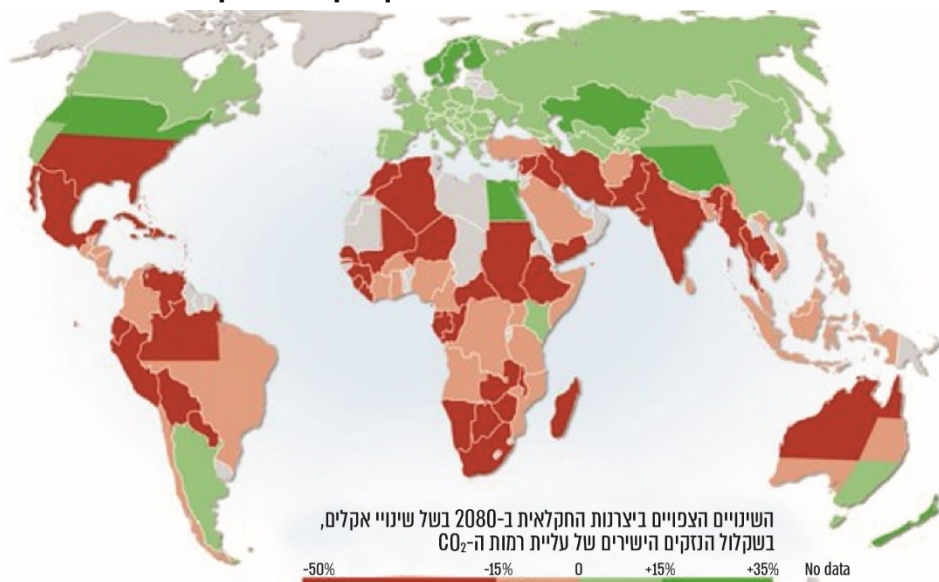 השינויים הצפויים ביצרנות החקלאית ב-2080 בשל שינויי אקלים,
בשקלול הנזקים הישירים של עליית רמות ה-CO₂
-50% -15% 0 +15% +35% No data